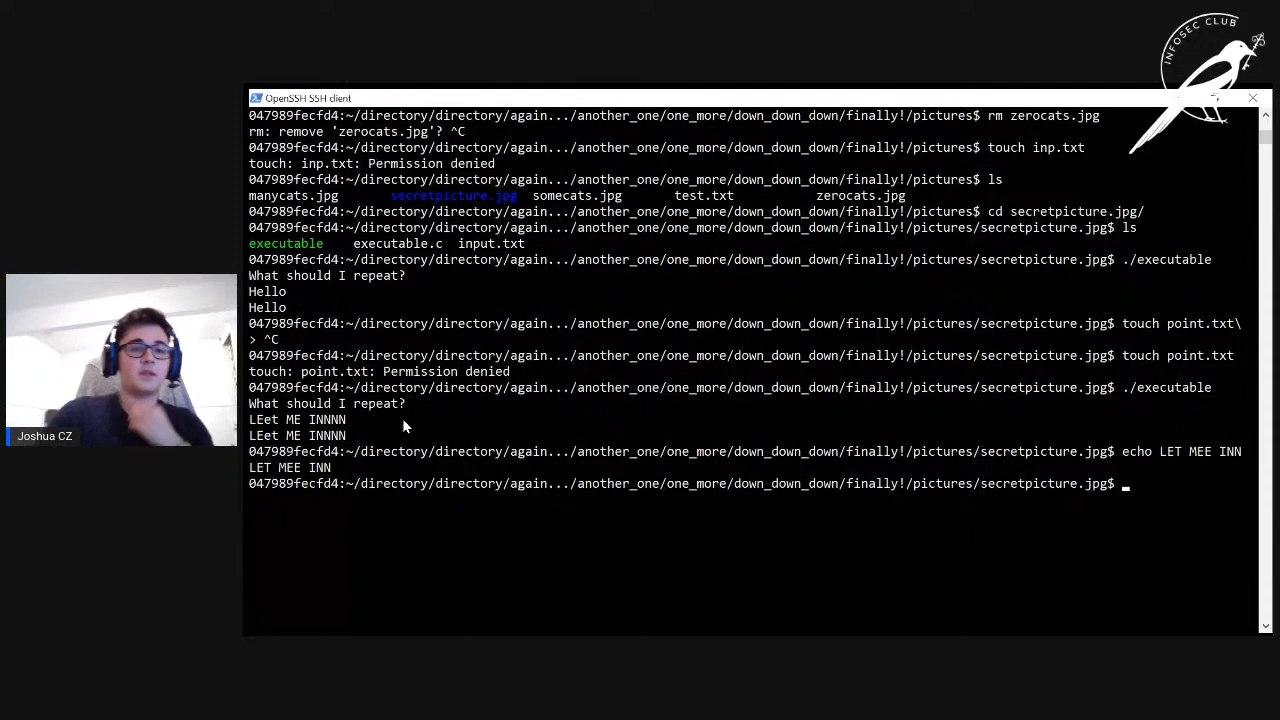 INFOSEC CLUB
OpenSSH SSH client
047989fecfd4:~/directory/directory/again.../another_one/one_more/down_down_down/finally!/pictures$ rm zerocats.jpg
rm: remove 'zerocats.jpg'? ^C
047989fecfd4:~/directory/directory/again.../another_one/one_more/down_down_down/finally!/pictures$ touch inp.txt
touch: inp.txt: Permission denied
047989fecfd4:~/directory/directory/again.../another_one/one_more/down_down_down/finally!/pictures$ ls
manycats.jpg secretpicture.jpg somecats.jpg test.txt zerocats.jpg
047989fecfd4:~/directory/directory/again.../another_one/one_more/down_down_down/finally!/pictures$ cd secretpicture.jpg/
047989fecfd4:~/directory/directory/again.../another_one/one_more/down_down_down/finally!/pictures/secretpicture.jpg$ ls
executable executable.c input.txt
047989fecfd4:~/directory/directory/again.../another_one/one_more/down_down_down/finally!/pictures/secretpicture.jpg$ ./executable
What should I repeat?
Hello
Hello
047989fecfd4:~/directory/directory/again.../another_one/one_more/down_down_down/finally!/pictures/secretpicture.jpg$ touch point.txt\
> ^C
047989fecfd4:~/directory/directory/again.../another_one/one_more/down_down_down/finally!/pictures/secretpicture.jpg$ touch point.txt
touch: point.txt: Permission denied
047989fecfd4:~/directory/directory/again.../another_one/one_more/down_down_down/finally!/pictures/secretpicture.jpg$ ./executable
What should I repeat?
LEet ME INNNN
LEet ME INNNN
047989fecfd4:~/directory/directory/again.../another_one/one_more/down_down_down/finally!/pictures/secretpicture.jpg$ echo LET MEE INN
LET MEE INN
047989fecfd4:~/directory/directory/again.../another_one/one_more/down_down_down/finally!/pictures/secretpicture.jpg$
Joshua CZ